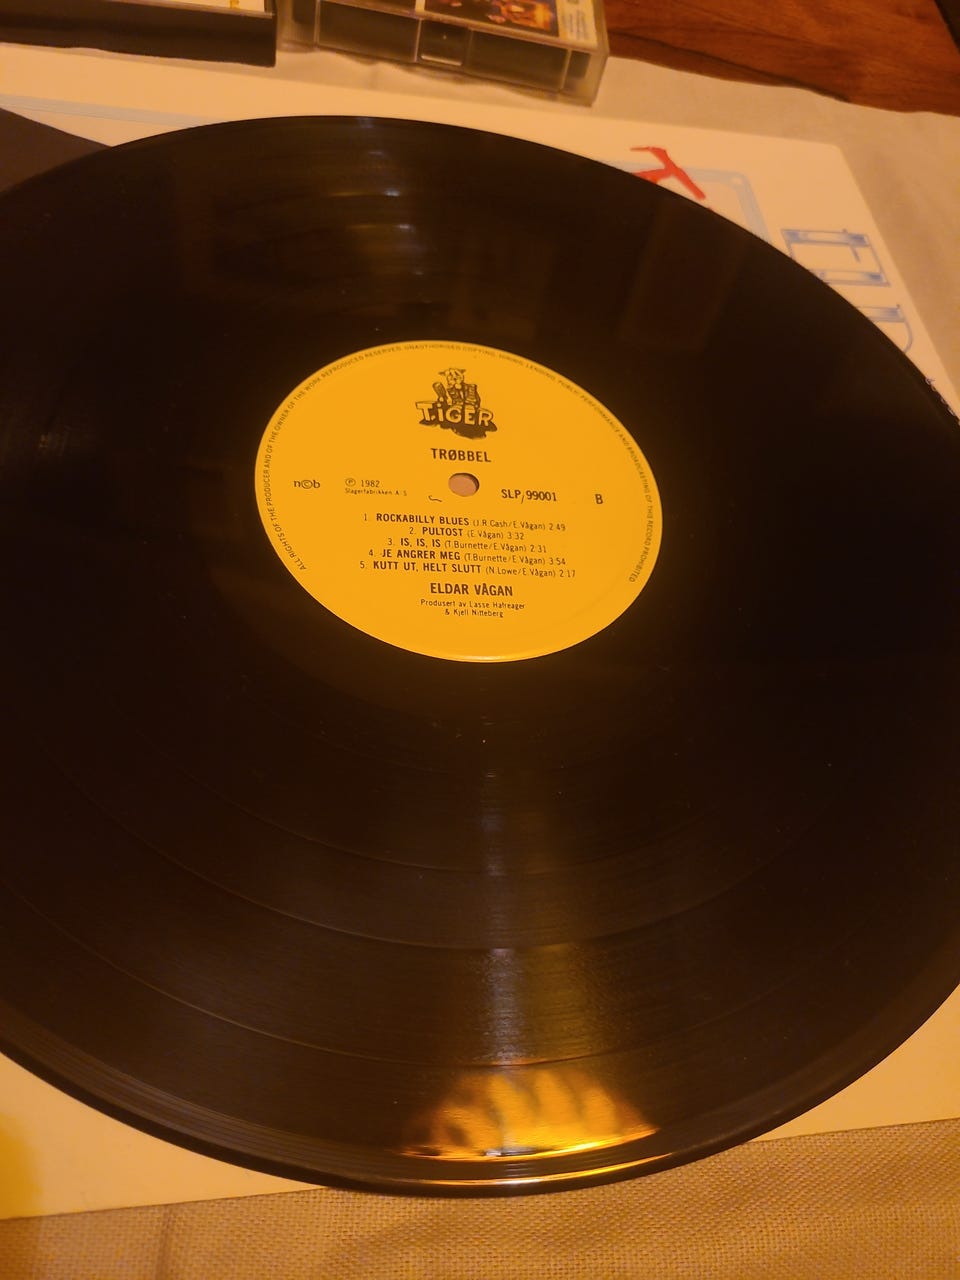 ALL RIGHTS OF THE PRODUCER AND OF THE OWNER OF THE WORK REPRODUCED RESERVED. UNAUTHORISED COPYING, HIRING, LENDING, PUBLIC PERFORMANCE AND BROADCASTING OF THIS RECORD PROHIBITED
TiGER
TRØBBEL
n©b
℗ 1982
Slagerfabrikken A/S
SLP/99001
B
1. ROCKABILLY BLUES (J.R.Cash/E.Vågan) 2:49
2. PULTOST (E.Vågan) 3:32
3. IS, IS, IS (T.Burnette/E.Vågan) 2:31
4. JE ANGRER MEG (T.Burnette/E.Vågan) 3:54
5. KUTT UT, HELT SLUTT (N.Lowe/E.Vågan) 2:17
ELDAR VÅGAN
Produsert av Lasse Hafreager
& Kjell Nitteberg